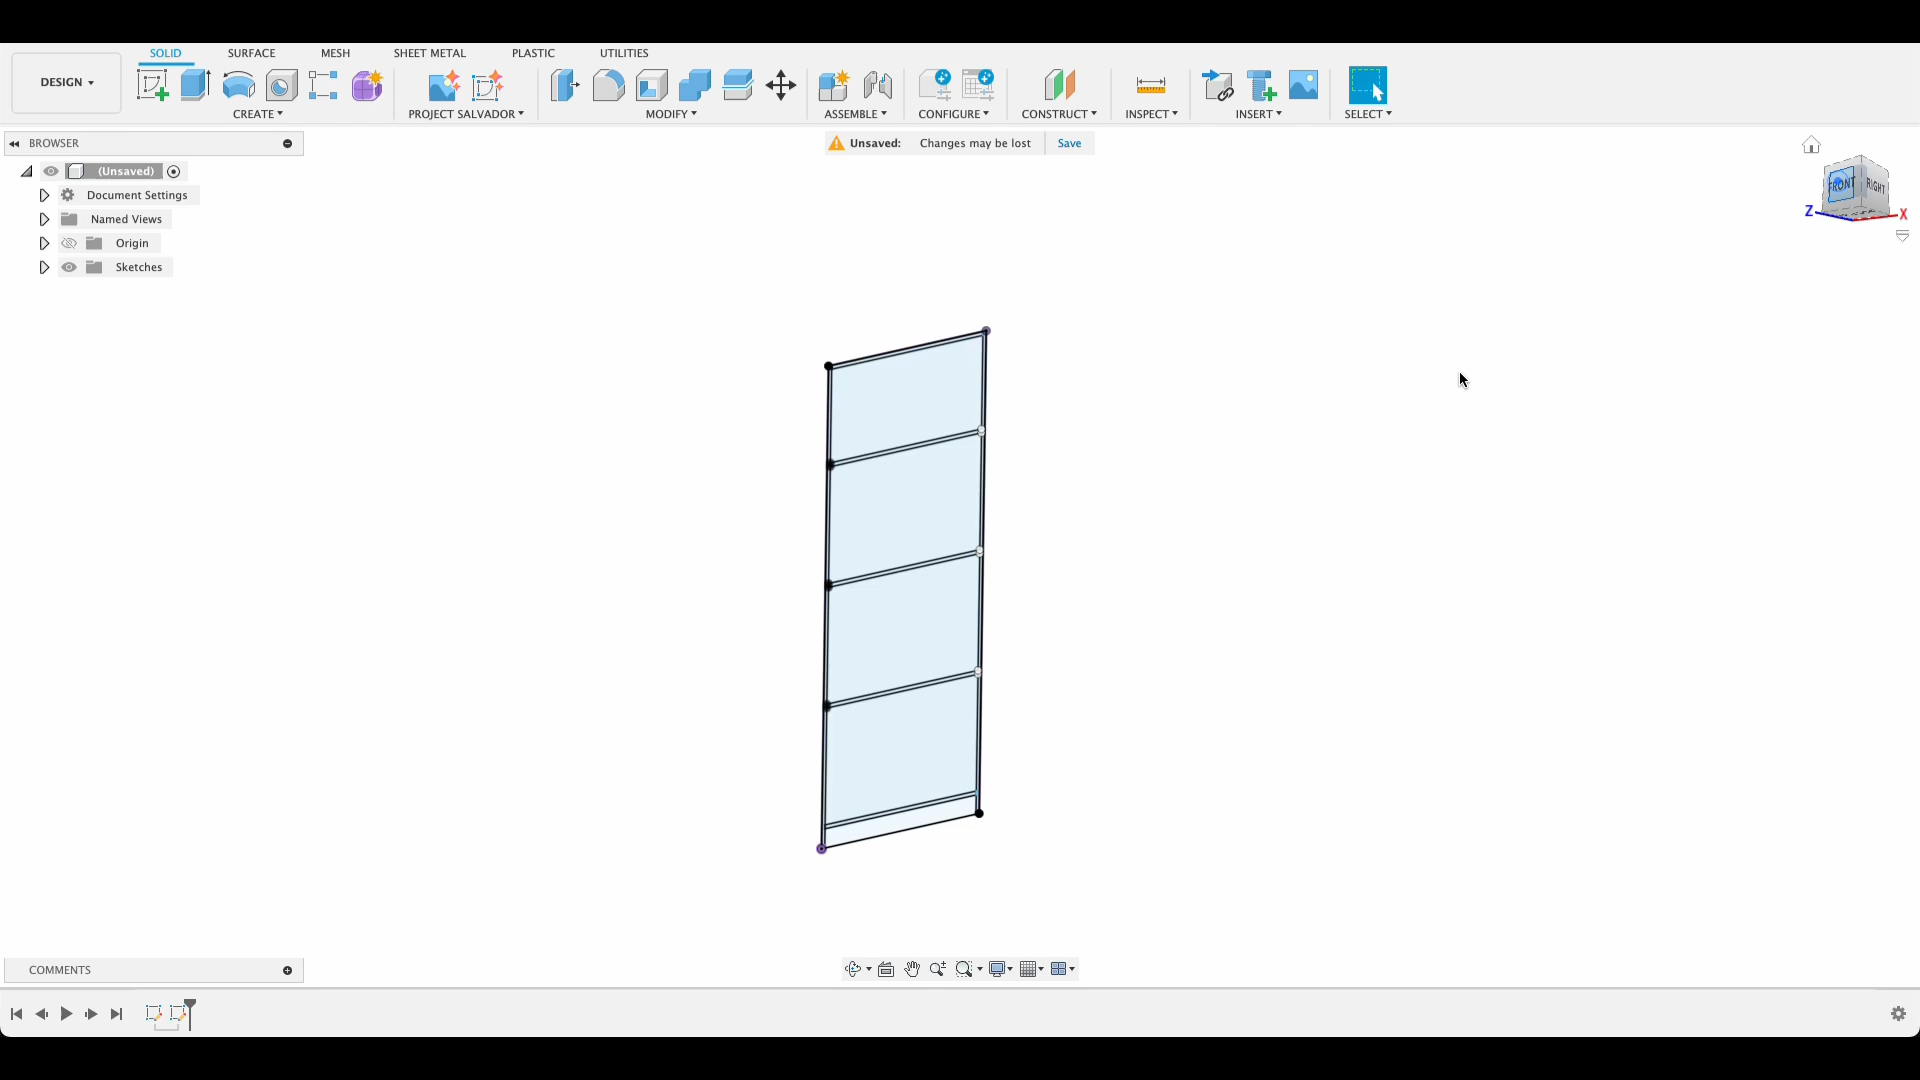 SOLID SURFACE MESH SHEET METAL PLASTIC UTILITIES
DESIGN
CREATE PROJECT SALVADOR MODIFY ASSEMBLE CONFIGURE CONSTRUCT INSPECT INSERT SELECT
BROWSER
Unsaved: Changes may be lost Save
(Unsaved)
Document Settings
Named Views
Origin
Sketches
FRONT RIGHT
Z X
COMMENTS